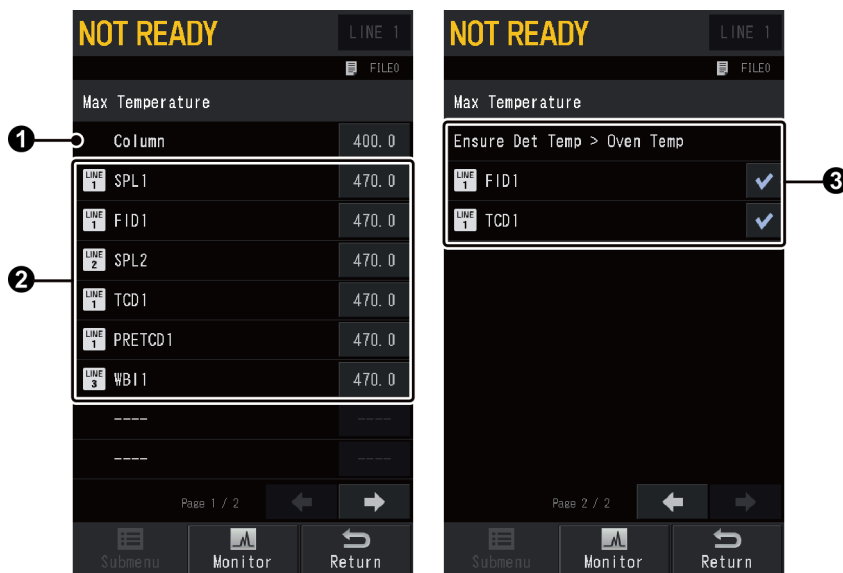 NOT READY LINE 1
FILE0
Max Temperature
1 Column 400.0
LINE 1 SPL1 470.0
LINE 1 FID1 470.0
LINE 2 SPL2 470.0
2
LINE 1 TCD1 470.0
LINE 1 PRETCD1 470.0
LINE 3 WBI1 470.0
---- ----
---- ----
Page 1 / 2
Submenu Monitor Return
NOT READY LINE 1
FILE0
Max Temperature
Ensure Det Temp > Oven Temp
LINE 1 FID1 3
LINE 1 TCD1
Page 2 / 2
Submenu Monitor Return